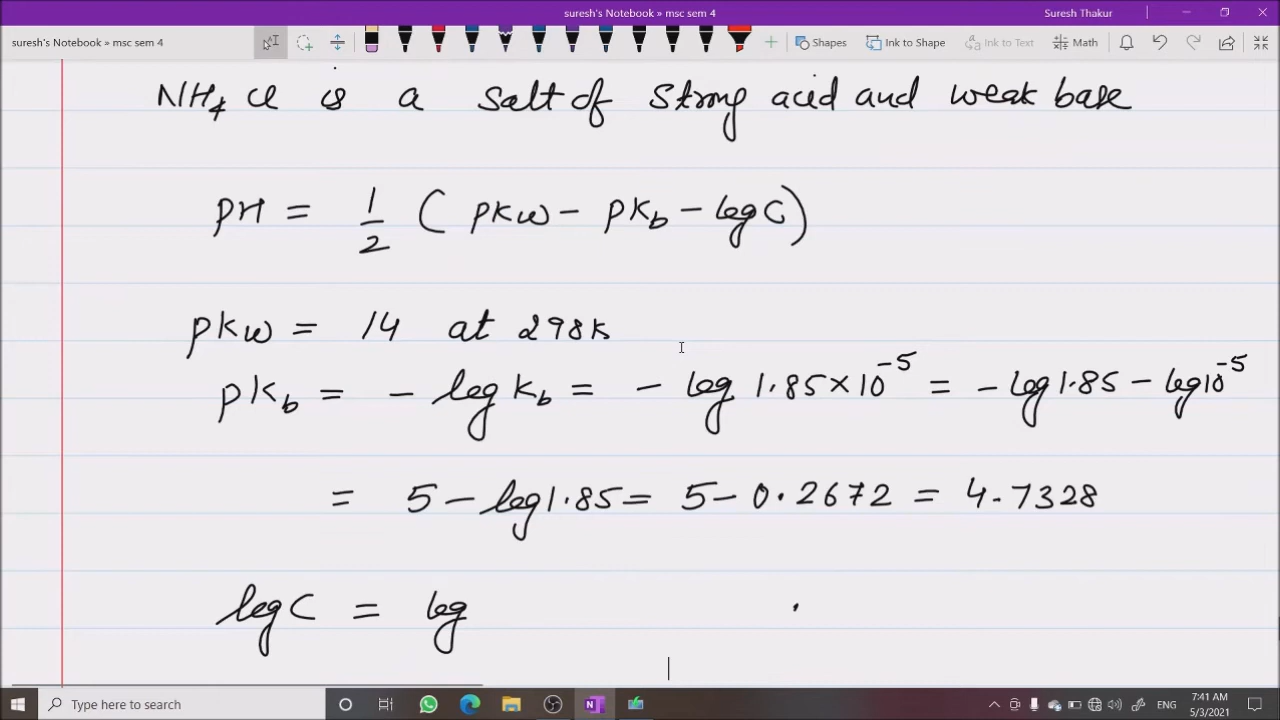 suresh's Notebook » msc sem 4
Suresh Thakur
suresh's Notebook » msc sem 4
Shapes Ink to Shape Ink to Text Math
NH4 Cl is a Salt of Strong acid and weak base
pH = 1/2 ( pkw - pKb - log C )
pkw = 14 at 298K
pKb = - log Kb = - log 1.85 × 10^-5 = - log 1.85 - log 10^-5
= 5 - log 1.85 = 5 - 0.2672 = 4.7328
log C = log
Type here to search
ENG
7:41 AM
5/3/2021